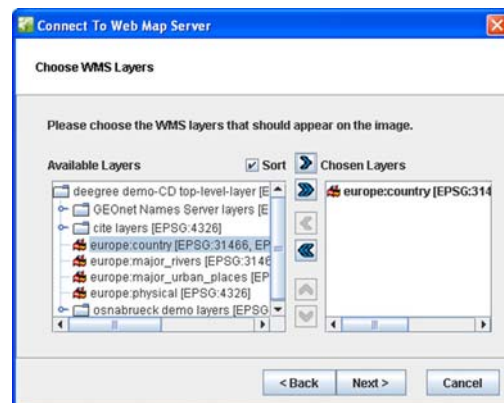 Connect To Web Map Server
Choose WMS Layers
Please choose the WMS layers that should appear on the image.
Available Layers
Sort
Chosen Layers
deegree demo-CD top-level-layer [E
GEOnet Names Server layers [E
cite layers [EPSG:4326]
europe:country [EPSG:31466, EP
europe:major_rivers [EPSG:3146
europe:major_urban_places [EP
europe:physical [EPSG:4326]
osnabrueck demo layers [EPSG
europe:country [EPSG:314
< Back
Next >
Cancel